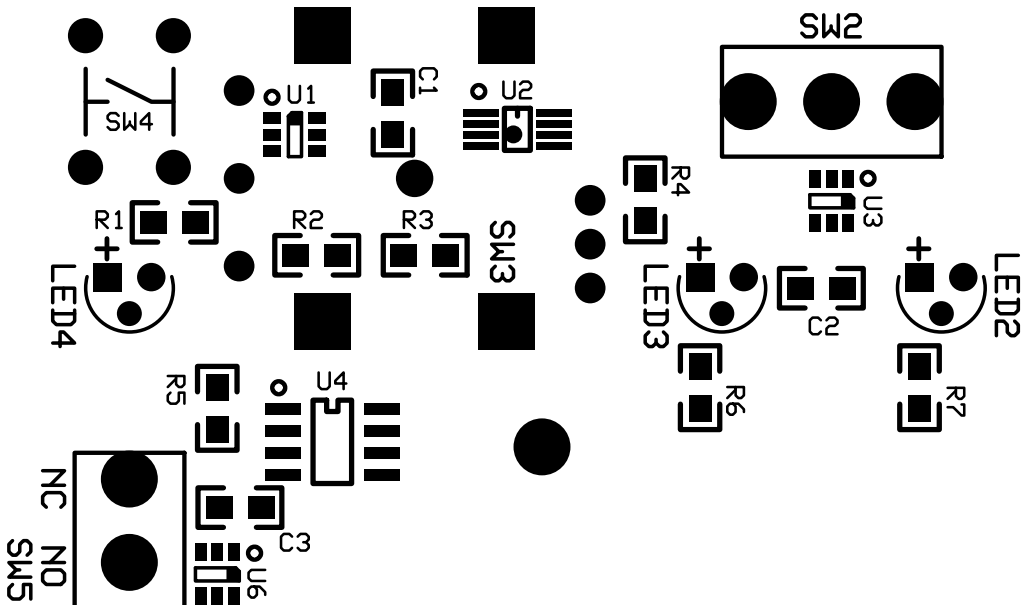 SW2
C1
U1
U2
SW4
R4
U3
R1
R2
R3
SW3
+
+
+
LED4
LED3
LED2
C2
R5
U4
R6
R7
NC
C3
NO
SW5
U6